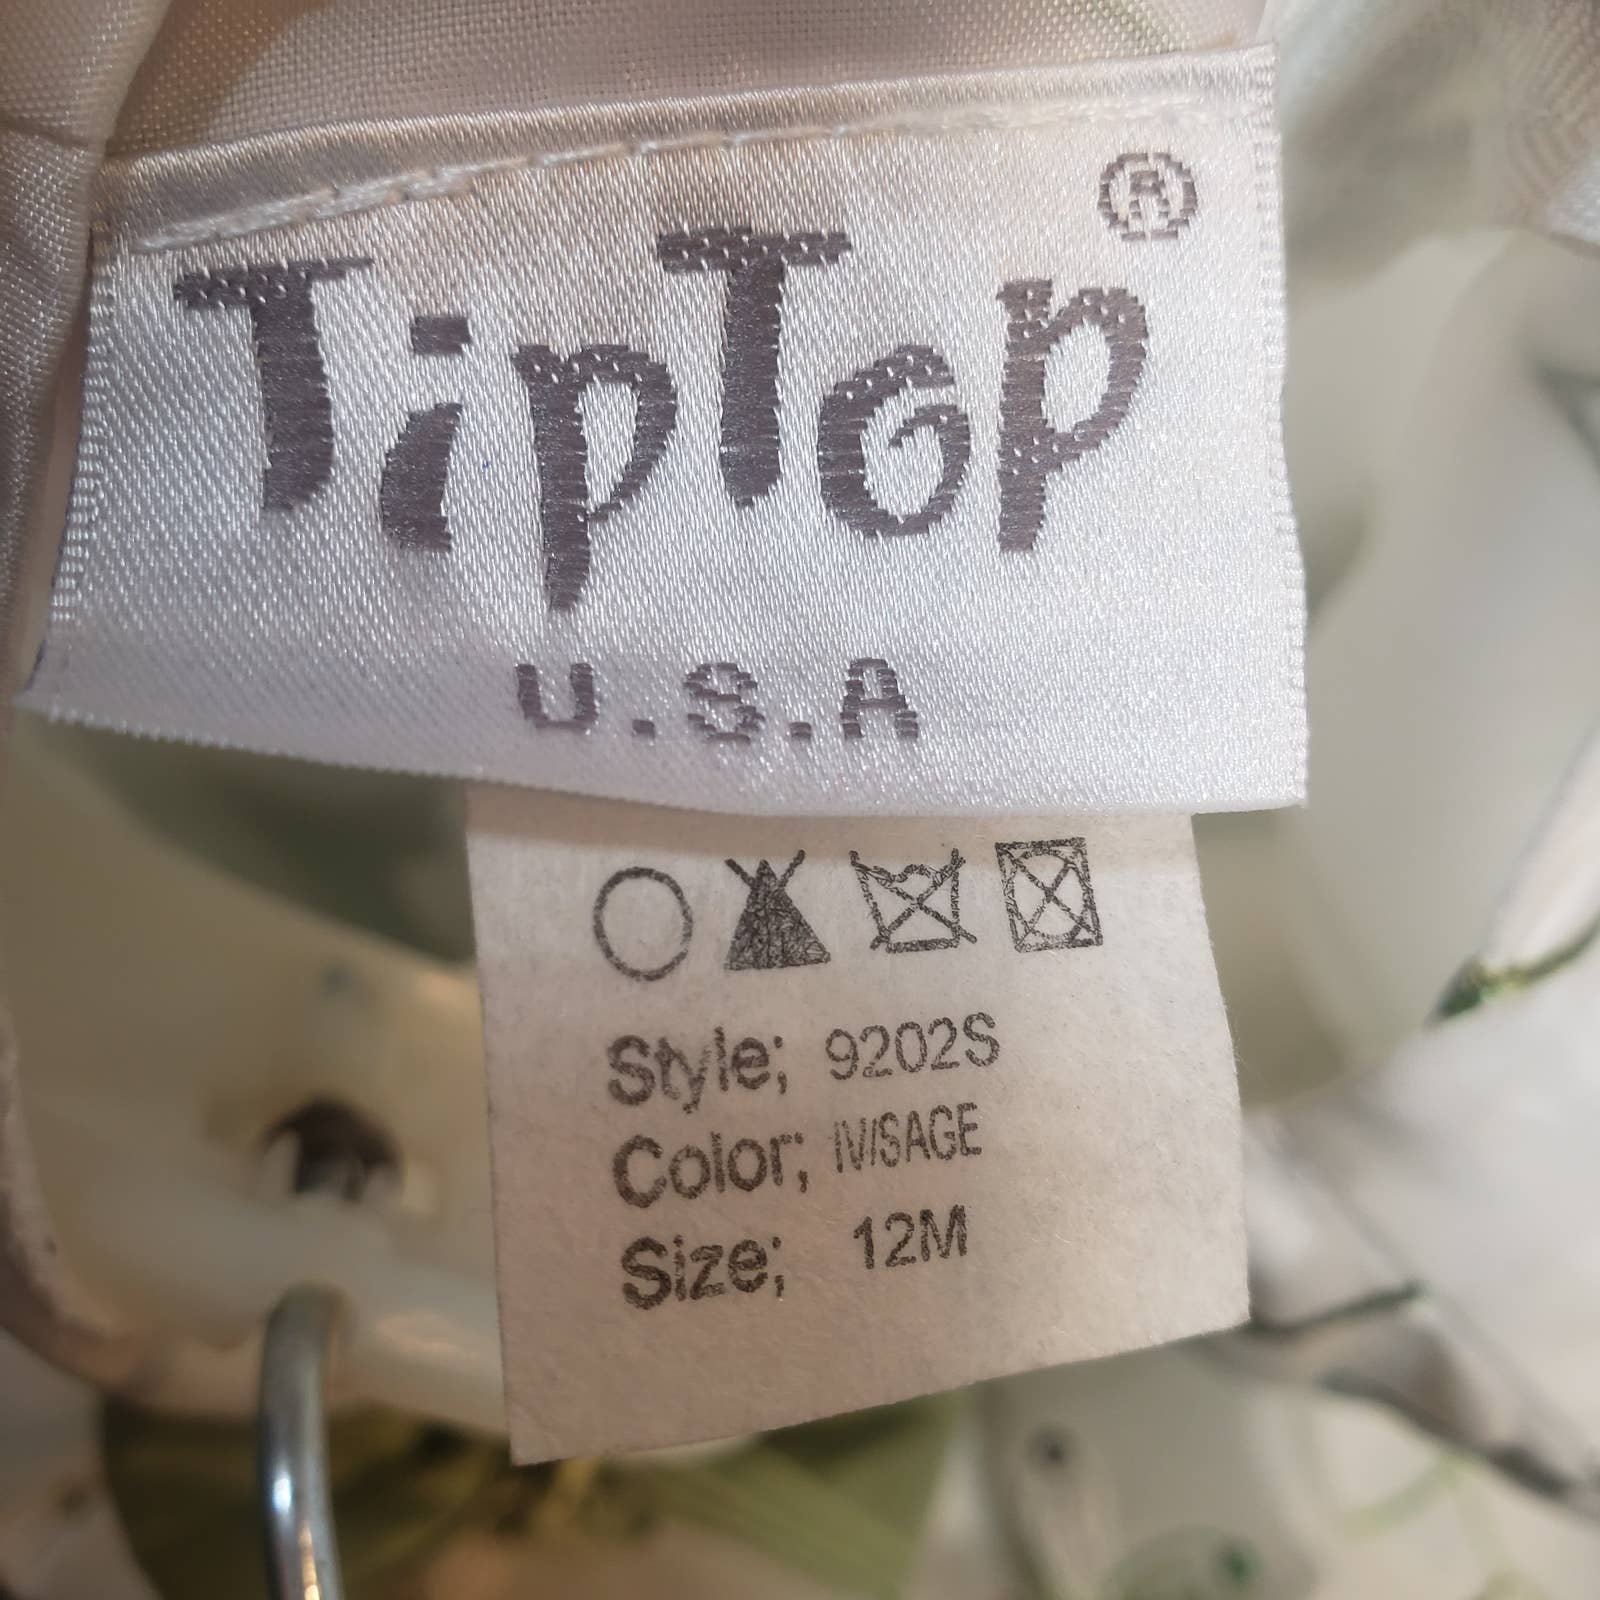 TipTop®
U.S.A
Style; 9202S
Color; IV/SAGE
Size; 12M